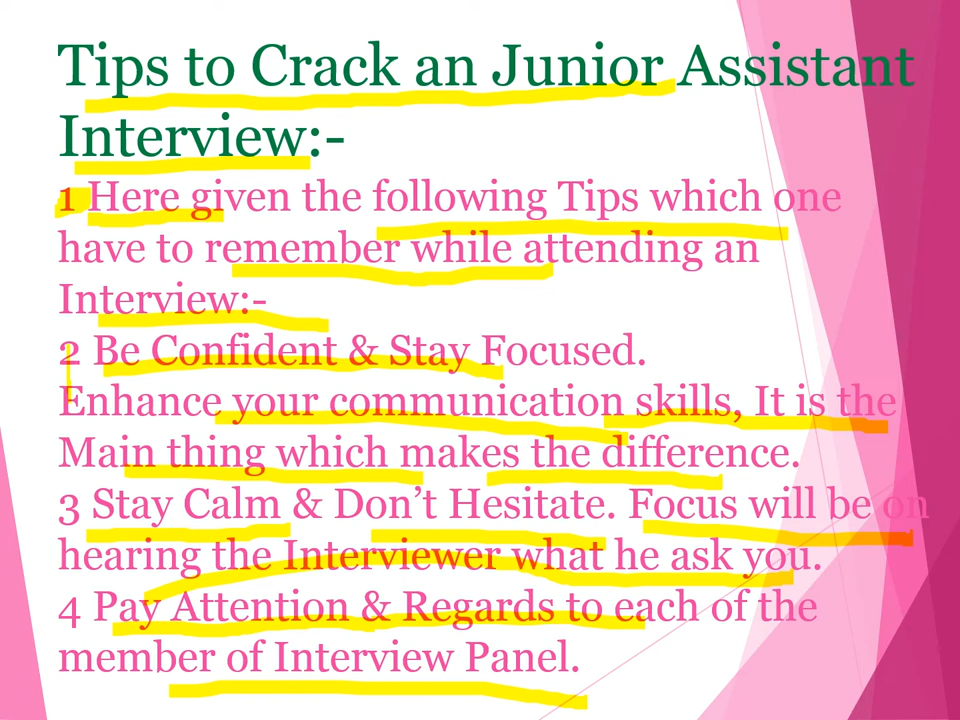 Tips to Crack an Junior Assistant
Interview:-
1 Here given the following Tips which one
have to remember while attending an
Interview:-
2 Be Confident & Stay Focused.
Enhance your communication skills, It is the
Main thing which makes the difference.
3 Stay Calm & Don’t Hesitate. Focus will be on
hearing the Interviewer what he ask you.
4 Pay Attention & Regards to each of the
member of Interview Panel.